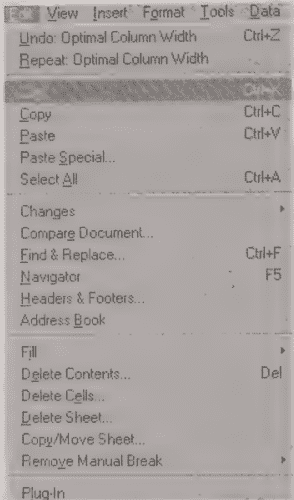 Edit View Insert Format Tools Data
Undo: Optimal Column Width Ctrl+Z
Repeat: Optimal Column Width
Ctrl+X
Copy Ctrl+C
Paste Ctrl+V
Paste Special...
Select All Ctrl+A
Changes
Compare Document...
Find & Replace... Ctrl+F
Navigator F5
Headers & Footers...
Address Book
Fill
Delete Contents... Del
Delete Cells...
Delete Sheet...
Copy/Move Sheet...
Remove Manual Break
Plug-In